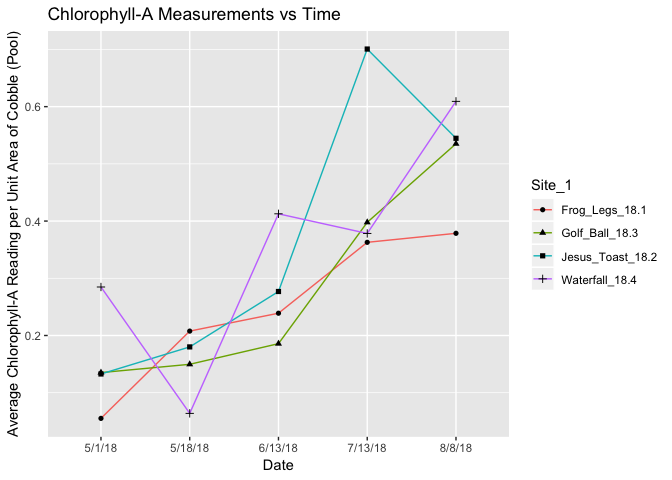 Chlorophyll-A Measurements vs Time
Average Chlorophyll-A Reading per Unit Area of Cobble (Pool)
0.6
0.4
0.2
5/1/18
5/18/18
6/13/18
7/13/18
8/8/18
Date
Site_1
Frog_Legs_18.1
Golf_Ball_18.3
Jesus_Toast_18.2
Waterfall_18.4